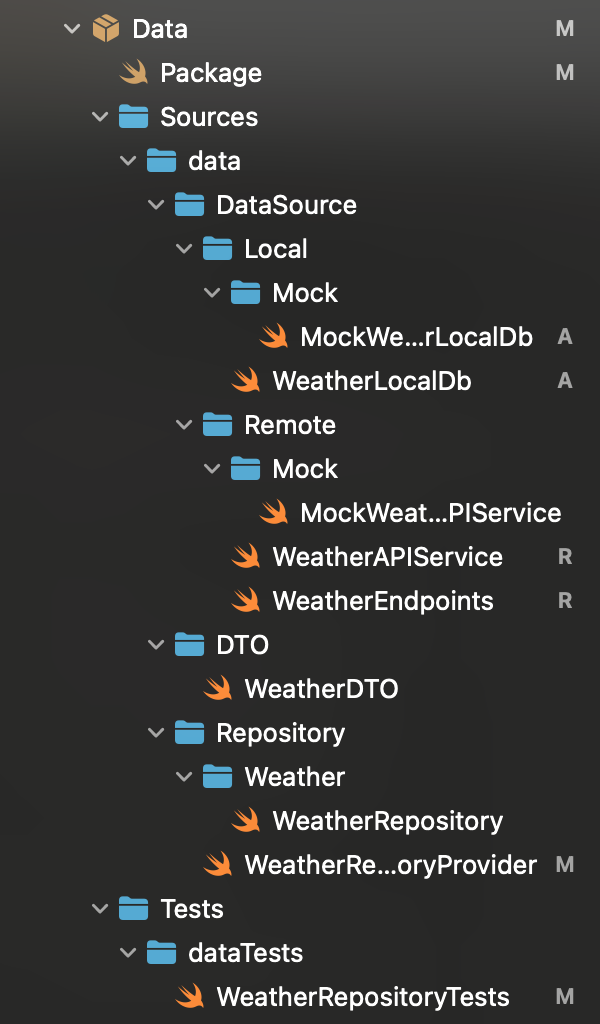 Data M
Package M
Sources
data
DataSource
Local
Mock
MockWe...rLocalDb A
WeatherLocalDb A
Remote
Mock
MockWeat...PIService
WeatherAPIService R
WeatherEndpoints R
DTO
WeatherDTO
Repository
Weather
WeatherRepository
WeatherRe...oryProvider M
Tests
dataTests
WeatherRepositoryTests M